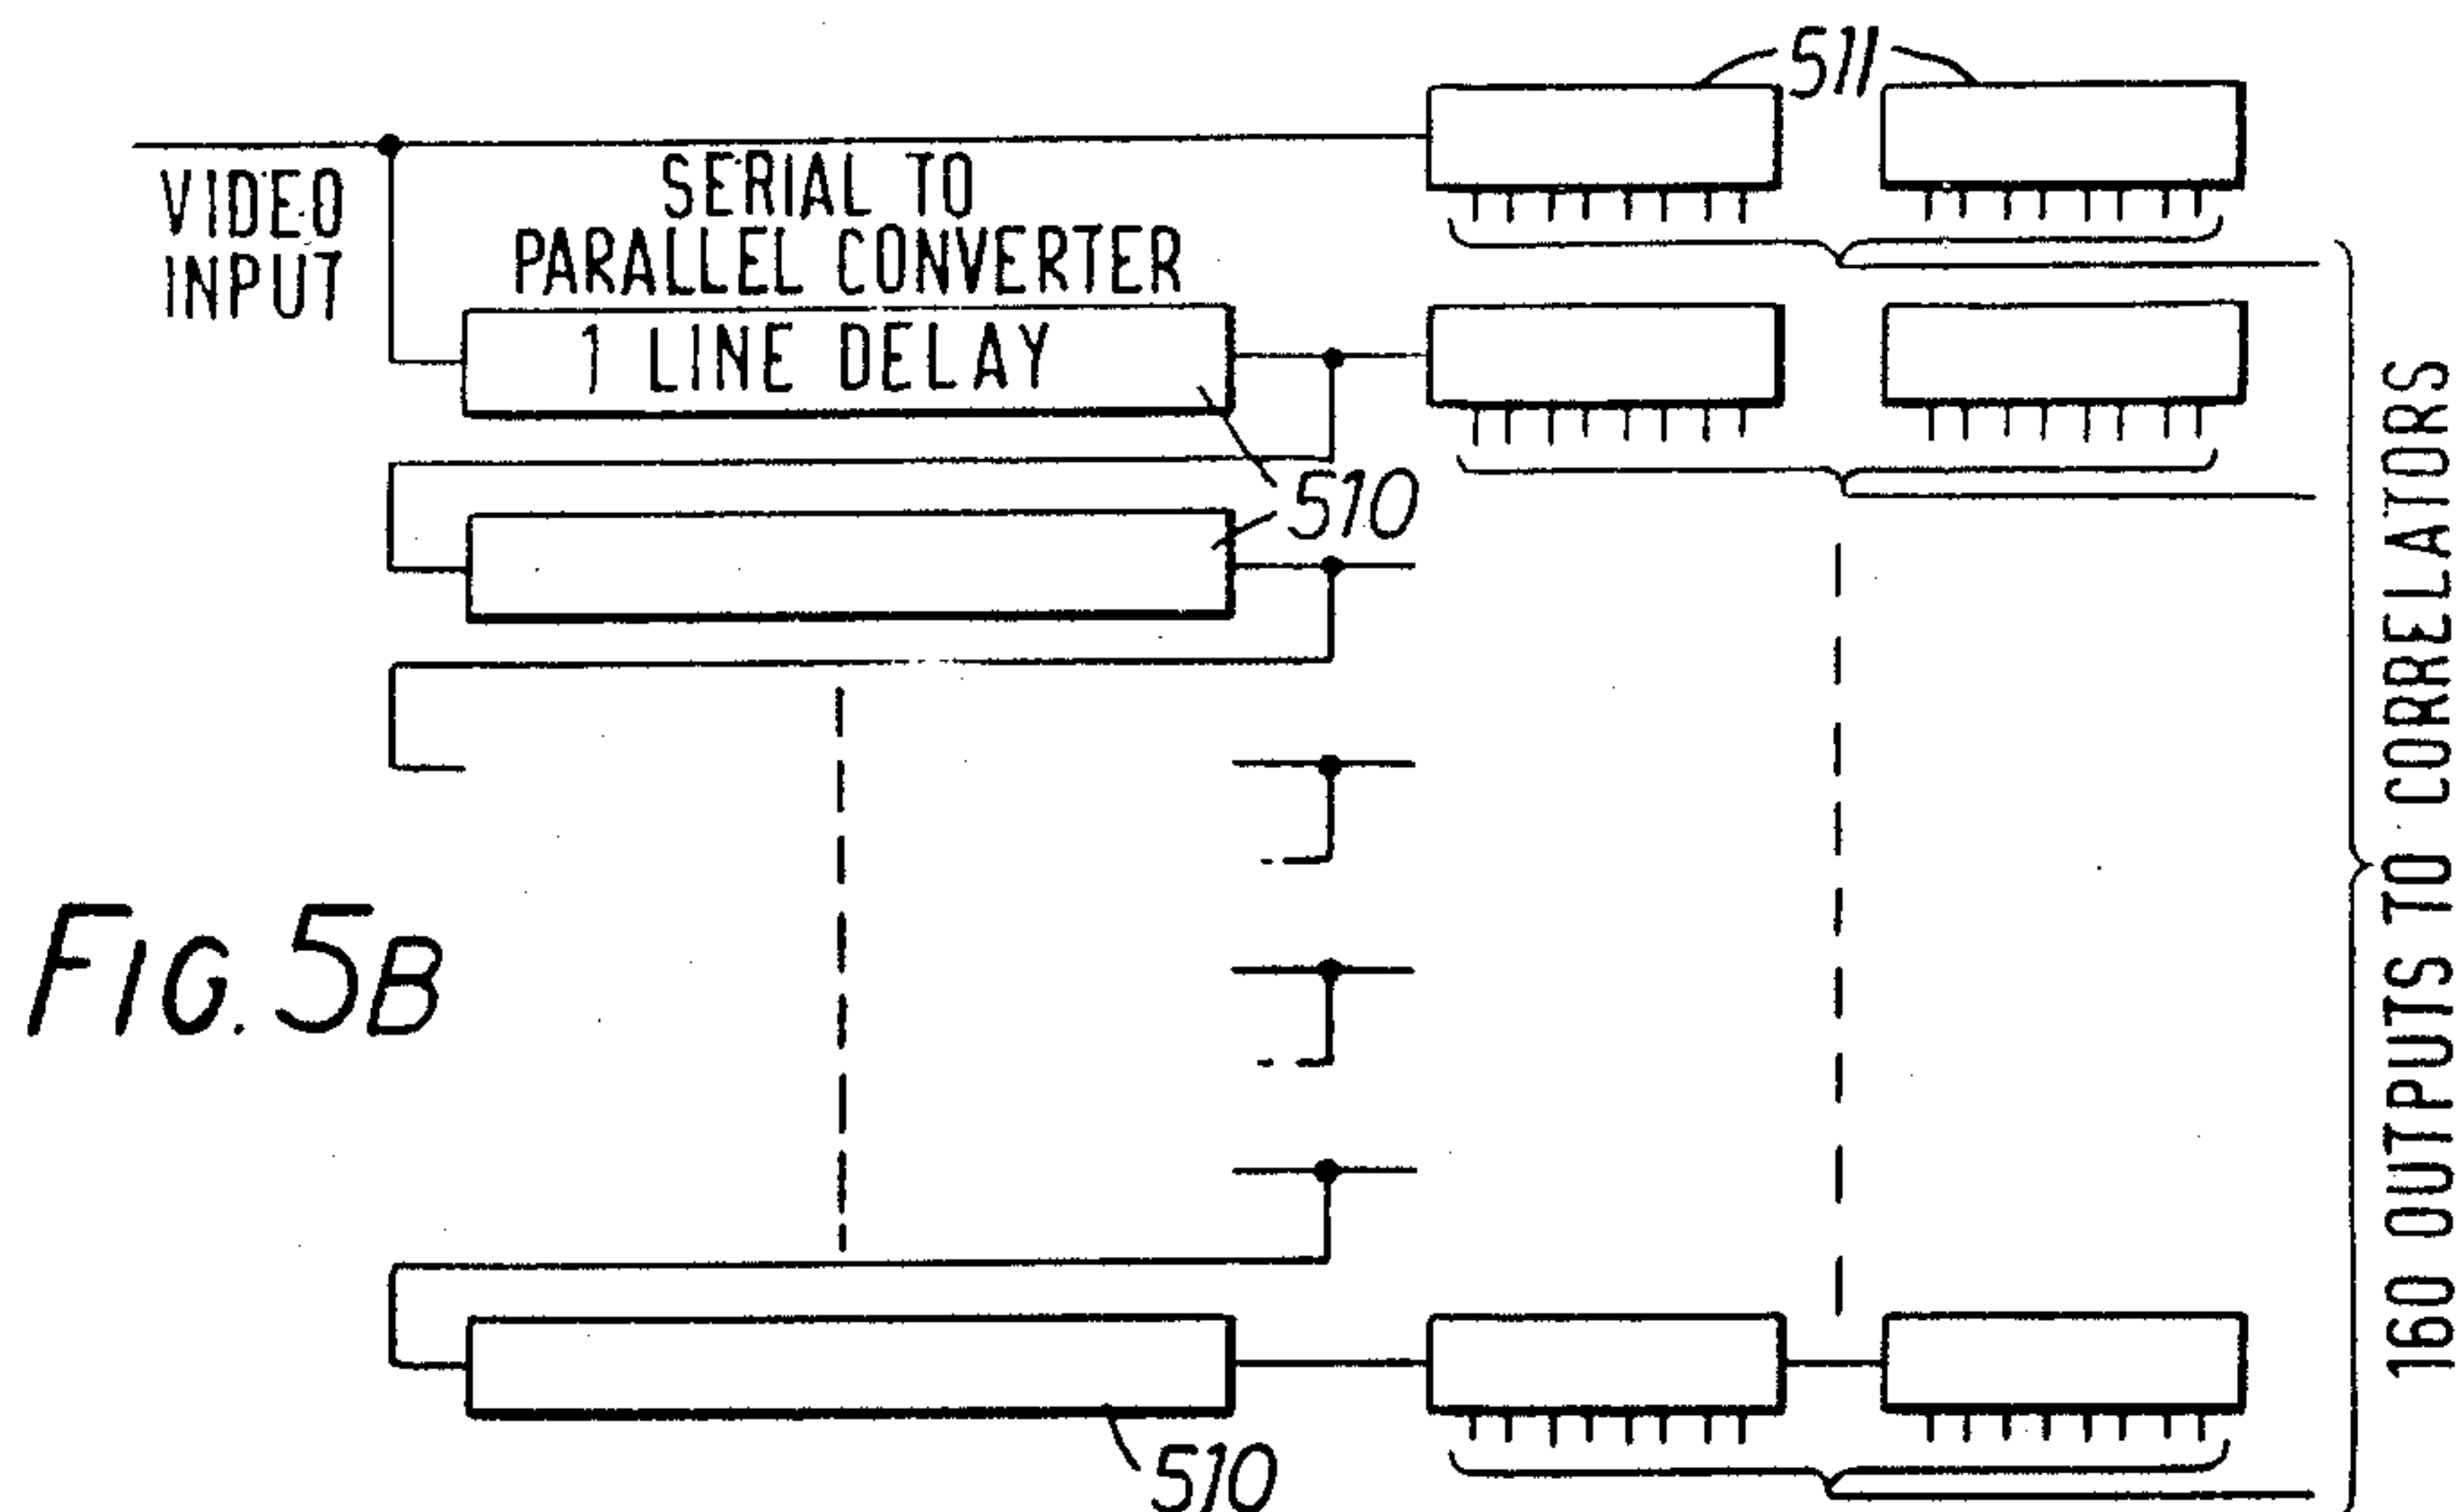 511
VIDEO
INPUT
SERIAL TO
PARALLEL CONVERTER
1 LINE DELAY
510
510
160 OUTPUTS TO CORRELATORS
FIG. 5B